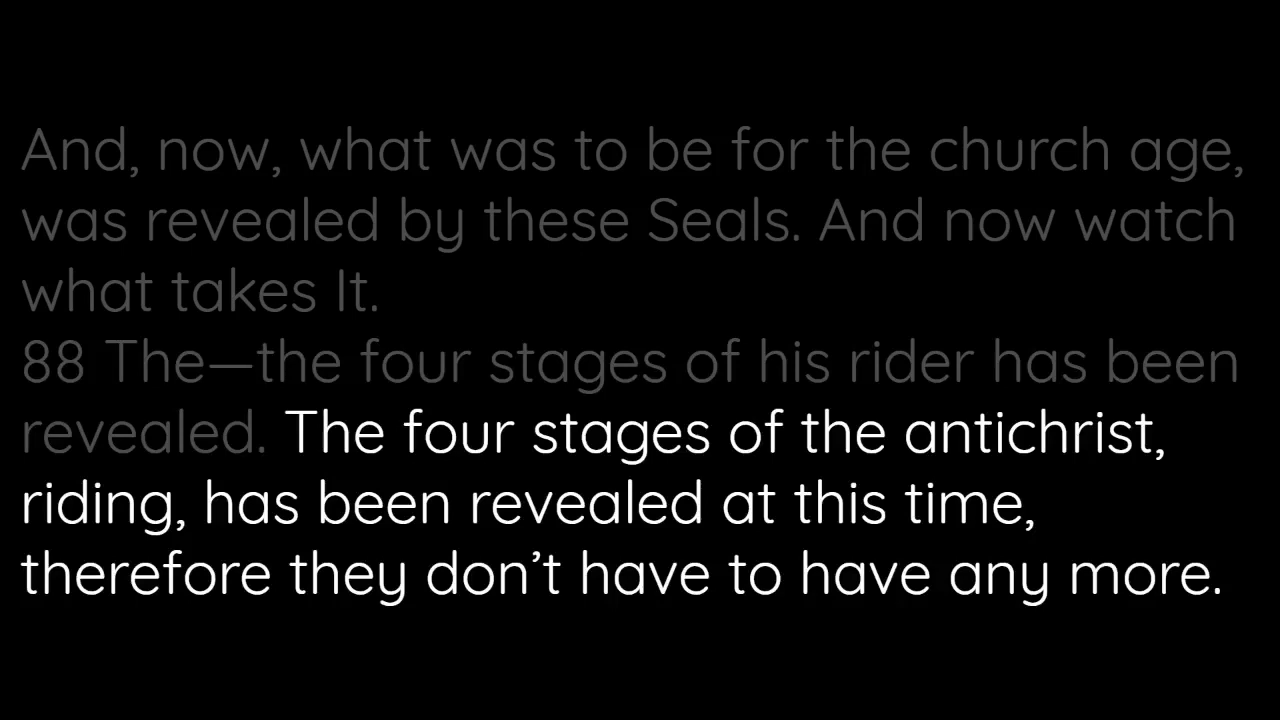 And, now, what was to be for the church age,
was revealed by these Seals. And now watch
what takes It.
88 The—the four stages of his rider has been
revealed. The four stages of the antichrist,
riding, has been revealed at this time,
therefore they don’t have to have any more.